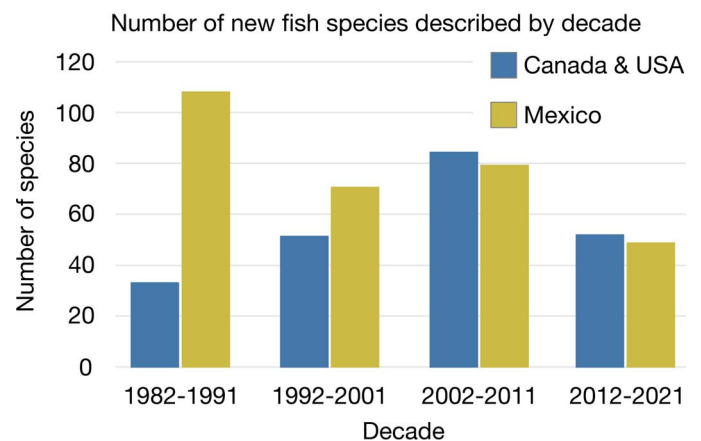 Number of new fish species described by decade
Canada & USA
Mexico
Number of species
120
100
80
60
40
20
0
1982-1991 1992-2001 2002-2011 2012-2021
Decade